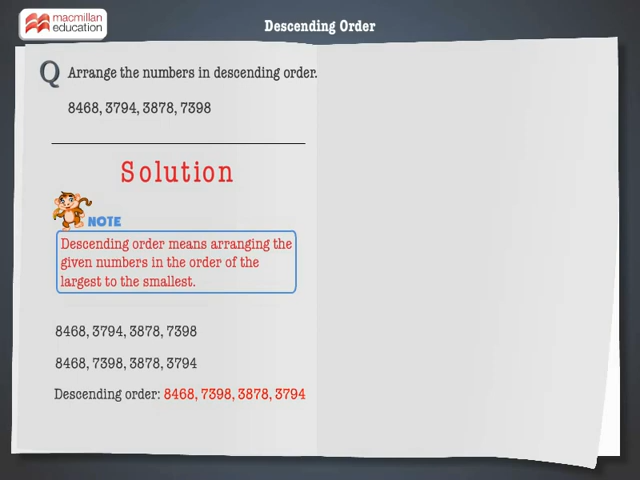 macmillan
education
Descending Order
Q Arrange the numbers in descending order.
8468, 3794, 3878, 7398
Solution
NOTE
Descending order means arranging the
given numbers in the order of the
largest to the smallest.
8468, 3794, 3878, 7398
8468, 7398, 3878, 3794
Descending order: 8468, 7398, 3878, 3794